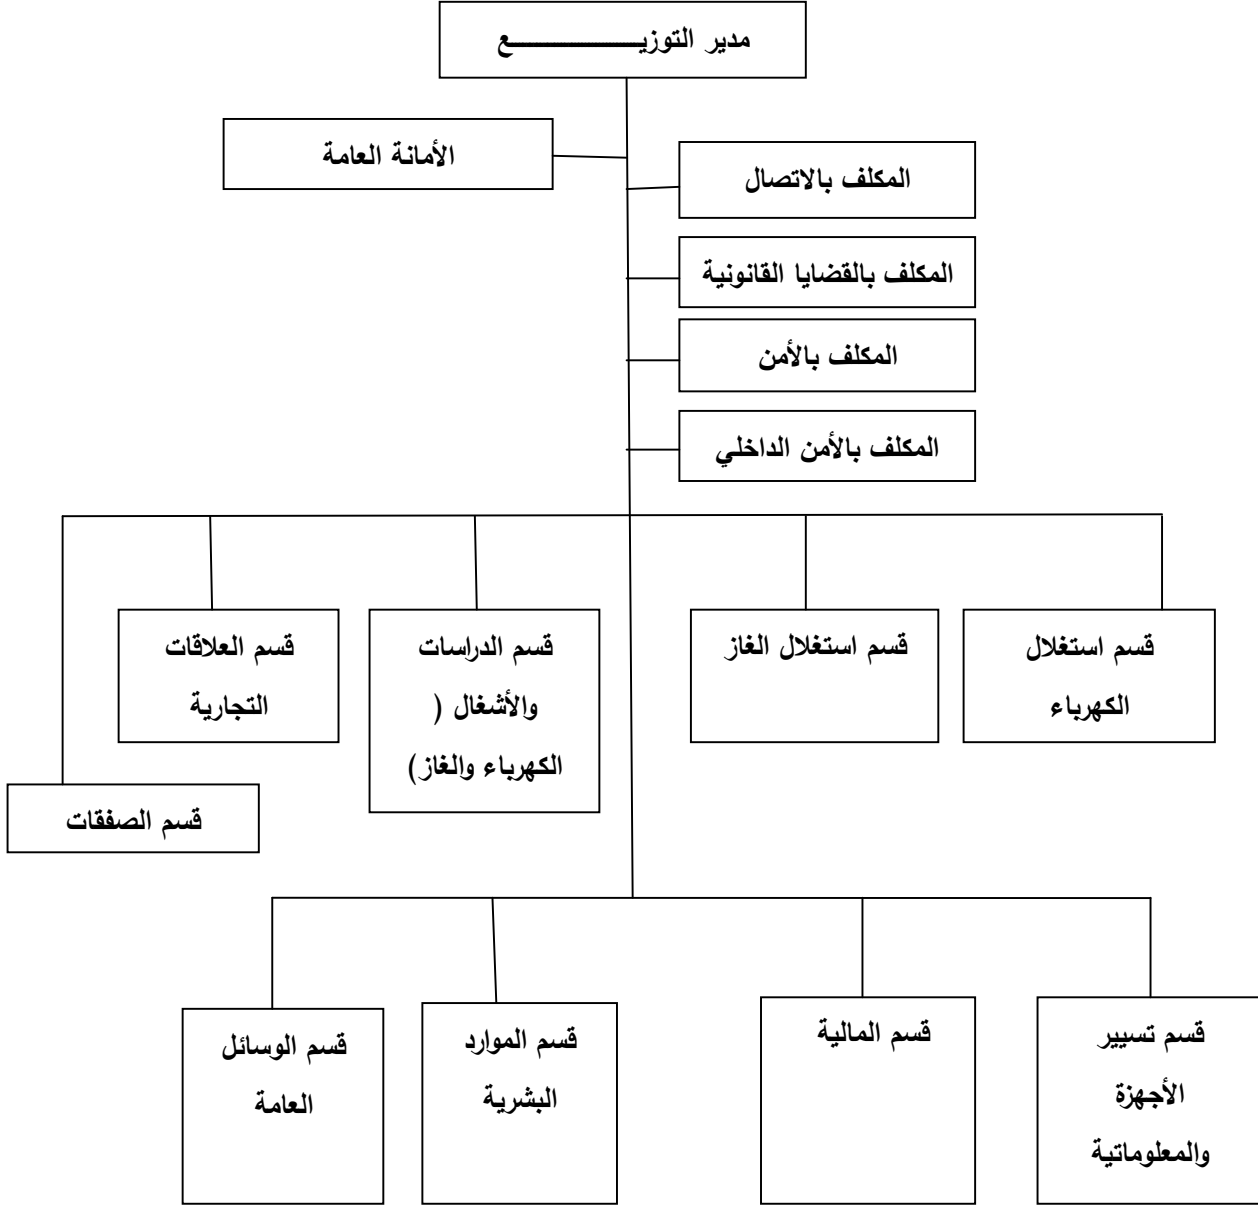 مدير التوزيــــــــــــــــع
الأمانة العامة
المكلف بالاتصال
المكلف بالقضايا القانونية
المكلف بالأمن
المكلف بالأمن الداخلي
قسم استغلال
الكهرباء
قسم استغلال الغاز
قسم الدراسات
والأشغال (
الكهرباء والغاز)
قسم العلاقات
التجارية
قسم الصفقات
قسم تسيير
الأجهزة
والمعلوماتية
قسم المالية
قسم الموارد
البشرية
قسم الوسائل
العامة